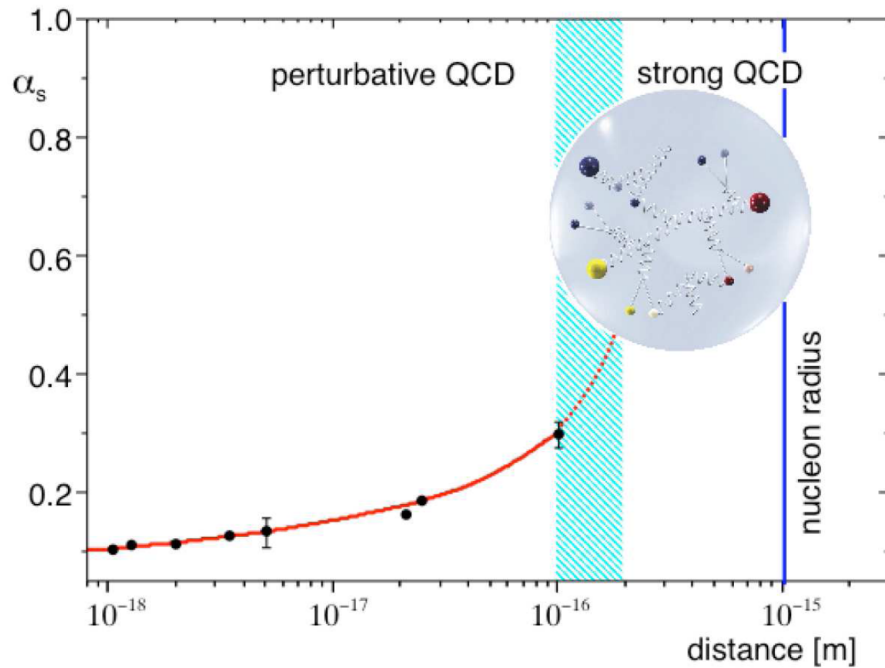 1.0
perturbative QCD
strong QCD
αs
0.8
0.6
0.4
0.2
nucleon radius
10⁻¹⁸
10⁻¹⁷
10⁻¹⁶
10⁻¹⁵
distance [m]